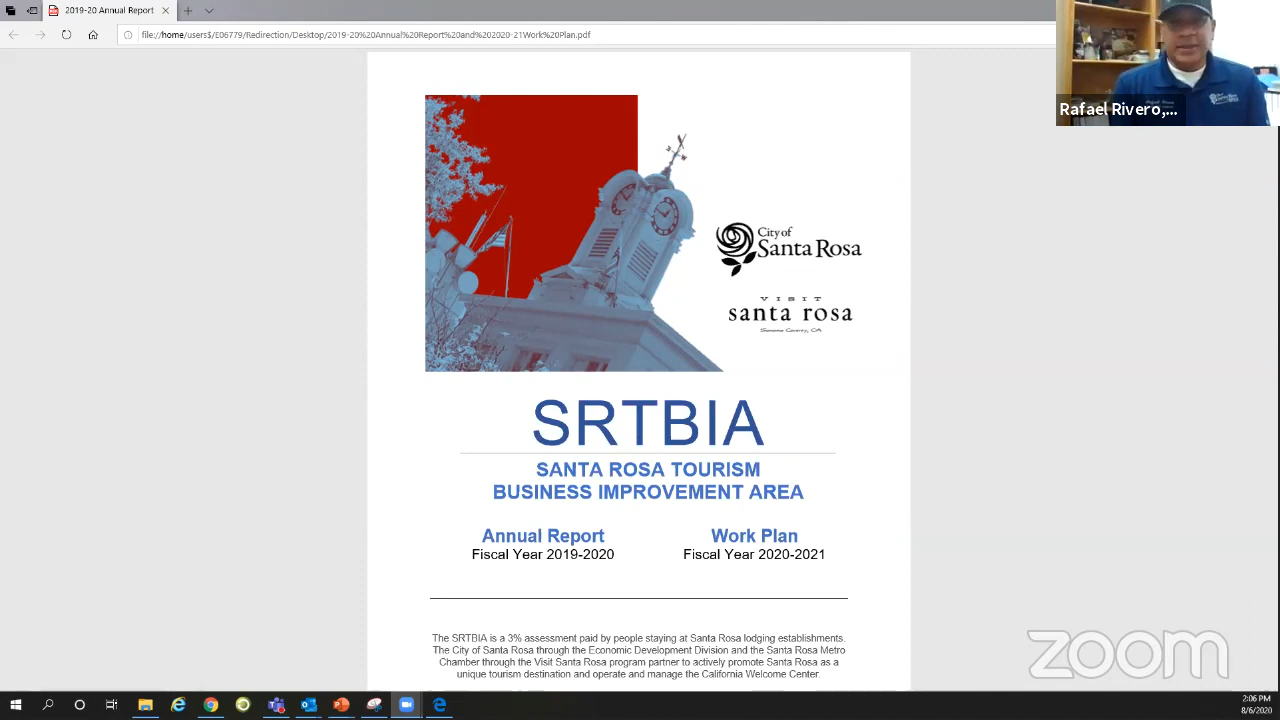 2019-20 Annual Report
file://home/users$/E06779/Redirection/Desktop/2019-20%20Annual%20Report%20and%202020-21Work%20Plan.pdf
Rafael Rivero,...
City of
Santa Rosa
VISIT
santa rosa
Sonoma County, CA
SRTBIA
SANTA ROSA TOURISM
BUSINESS IMPROVEMENT AREA
Annual Report Work Plan
Fiscal Year 2019-2020 Fiscal Year 2020-2021
The SRTBIA is a 3% assessment paid by people staying at Santa Rosa lodging establishments.
The City of Santa Rosa through the Economic Development Division and the Santa Rosa Metro
Chamber through the Visit Santa Rosa program partner to actively promote Santa Rosa as a
unique tourism destination and operate and manage the California Welcome Center.
zoom
2:06 PM
8/6/2020